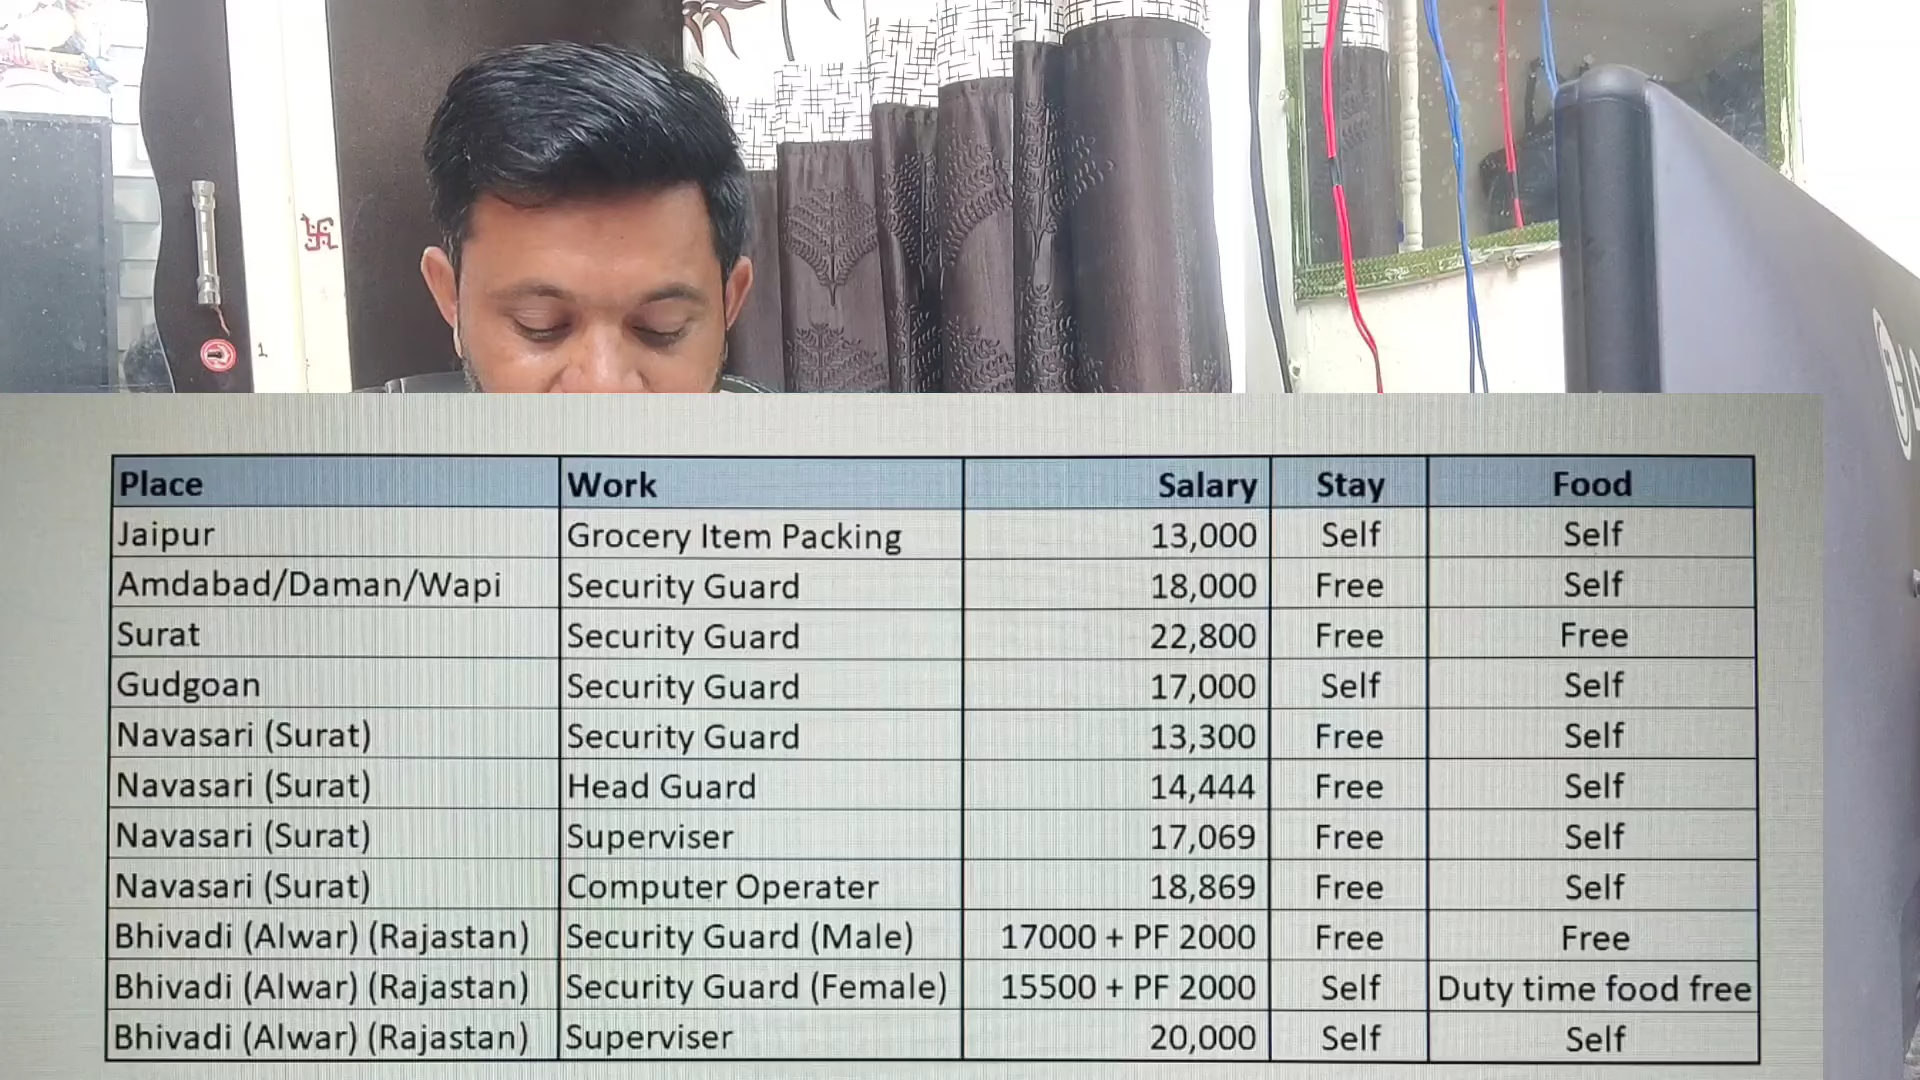 1
Place Work Salary Stay Food
Jaipur Grocery Item Packing 13,000 Self Self
Amdabad/Daman/Wapi Security Guard 18,000 Free Self
Surat Security Guard 22,800 Free Free
Gudgoan Security Guard 17,000 Self Self
Navasari (Surat) Security Guard 13,300 Free Self
Navasari (Surat) Head Guard 14,444 Free Self
Navasari (Surat) Superviser 17,069 Free Self
Navasari (Surat) Computer Operater 18,869 Free Self
Bhivadi (Alwar) (Rajastan) Security Guard (Male) 17000 + PF 2000 Free Free
Bhivadi (Alwar) (Rajastan) Security Guard (Female) 15500 + PF 2000 Self Duty time food free
Bhivadi (Alwar) (Rajastan) Superviser 20,000 Self Self